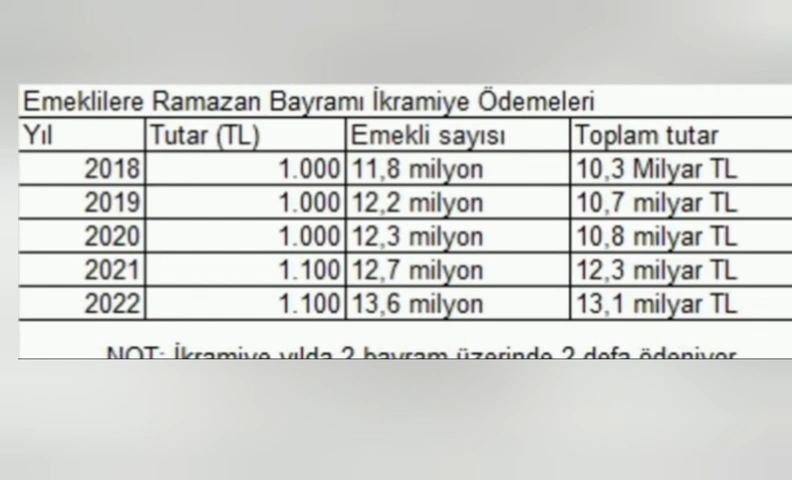 Emeklilere Ramazan Bayramı İkramiye Ödemeleri
Yıl Tutar (TL) Emekli sayısı Toplam tutar
2018 1.000 11,8 milyon 10,3 Milyar TL
2019 1.000 12,2 milyon 10,7 milyar TL
2020 1.000 12,3 milyon 10,8 milyar TL
2021 1.100 12,7 milyon 12,3 milyar TL
2022 1.100 13,6 milyon 13,1 milyar TL
NOT: İkramiye yılda 2 bayram üzerinde 2 defa ödeniyor